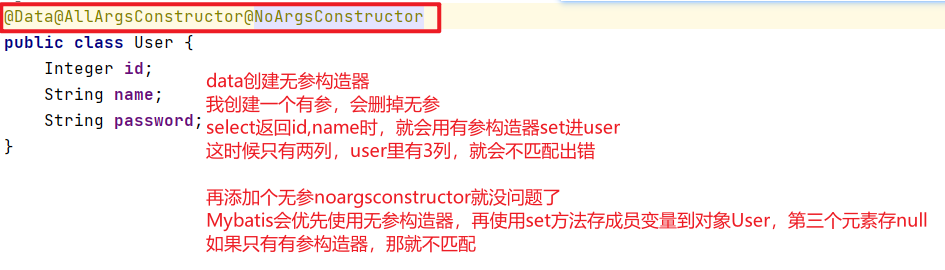 @Data@AllArgsConstructor@NoArgsConstructor
public class User {
    Integer id;
    String name;
    String password;
}
data创建无参构造器
我创建一个有参，会删掉无参
select返回id,name时，就会用有参构造器set进user
这时候只有两列，user里有3列，就会不匹配出错
再添加个无参noargsconstructor就没问题了
Mybatis会优先使用无参构造器，再使用set方法存成员变量到对象User，第三个元素存null
如果只有有参构造器，那就不匹配